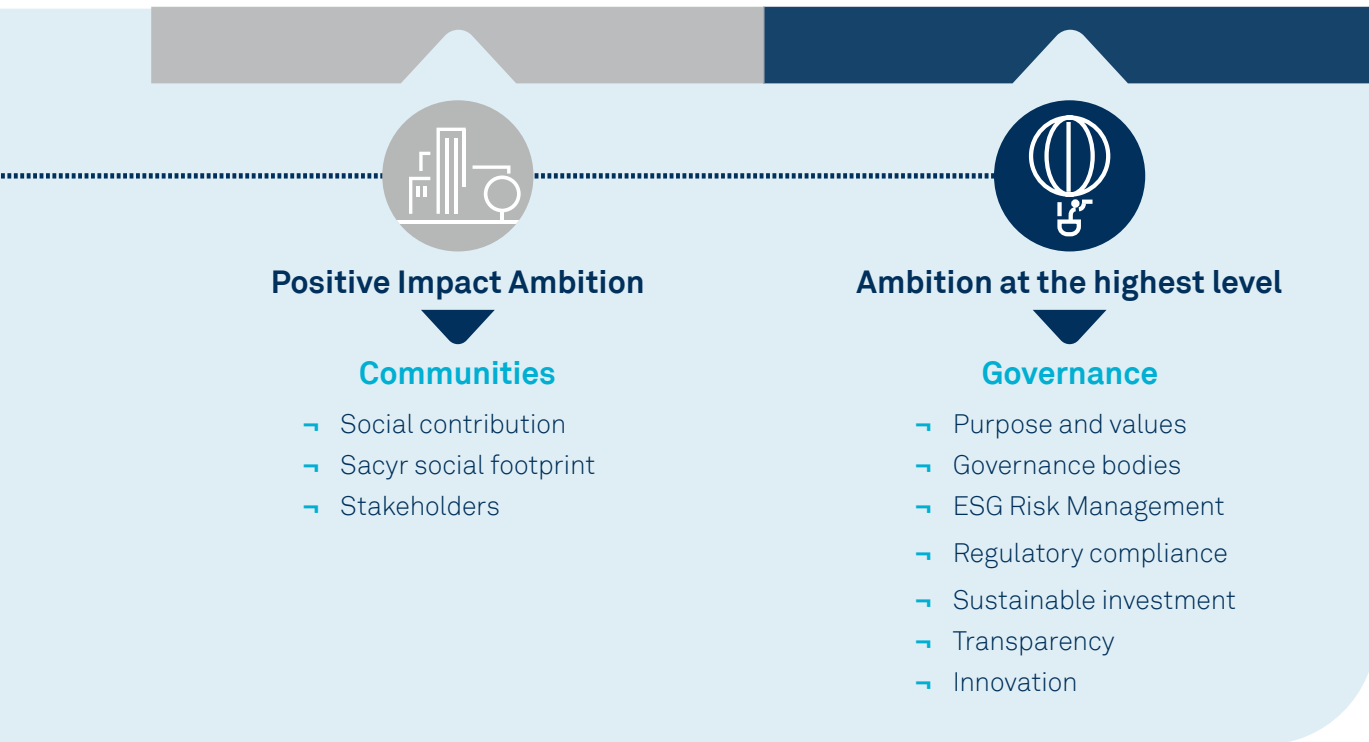 Positive Impact Ambition
Communities
¬ Social contribution
¬ Sacyr social footprint
¬ Stakeholders
Ambition at the highest level
Governance
¬ Purpose and values
¬ Governance bodies
¬ ESG Risk Management
¬ Regulatory compliance
¬ Sustainable investment
¬ Transparency
¬ Innovation